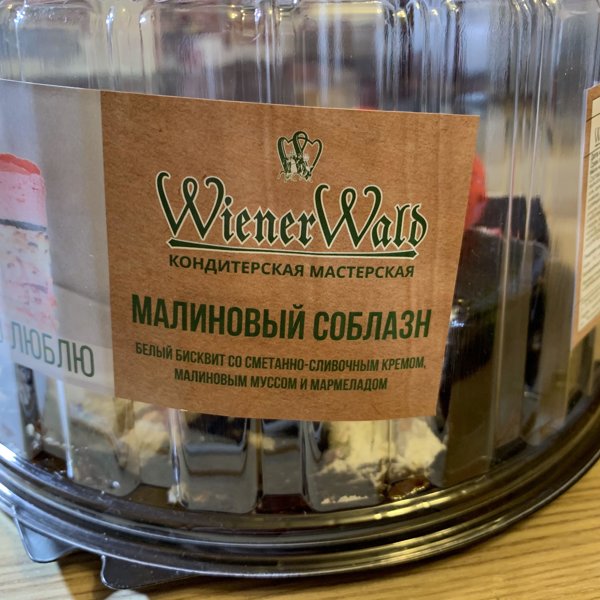 WienerWald
КОНДИТЕРСКАЯ МАСТЕРСКАЯ
МАЛИНОВЫЙ СОБЛАЗН
БЕЛЫЙ БИСКВИТ СО СМЕТАННО-СЛИВОЧНЫМ КРЕМОМ,
МАЛИНОВЫМ МУССОМ И МАРМЕЛАДОМ
ЛЮБЛЮ